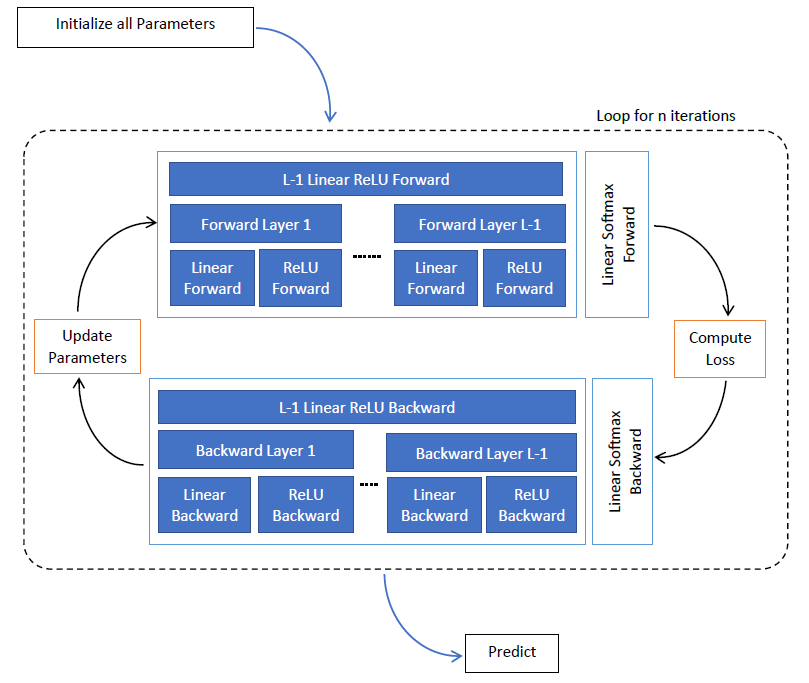 Initialize all Parameters
Loop for n iterations
L-1 Linear ReLU Forward
Forward Layer 1
Forward Layer L-1
Linear
Forward
ReLU
Forward
Linear
Forward
ReLU
Forward
Linear Softmax
Forward
Update
Parameters
Compute
Loss
L-1 Linear ReLU Backward
Backward Layer 1
Backward Layer L-1
Linear
Backward
ReLU
Backward
Linear
Backward
ReLU
Backward
Linear Softmax
Backward
Predict